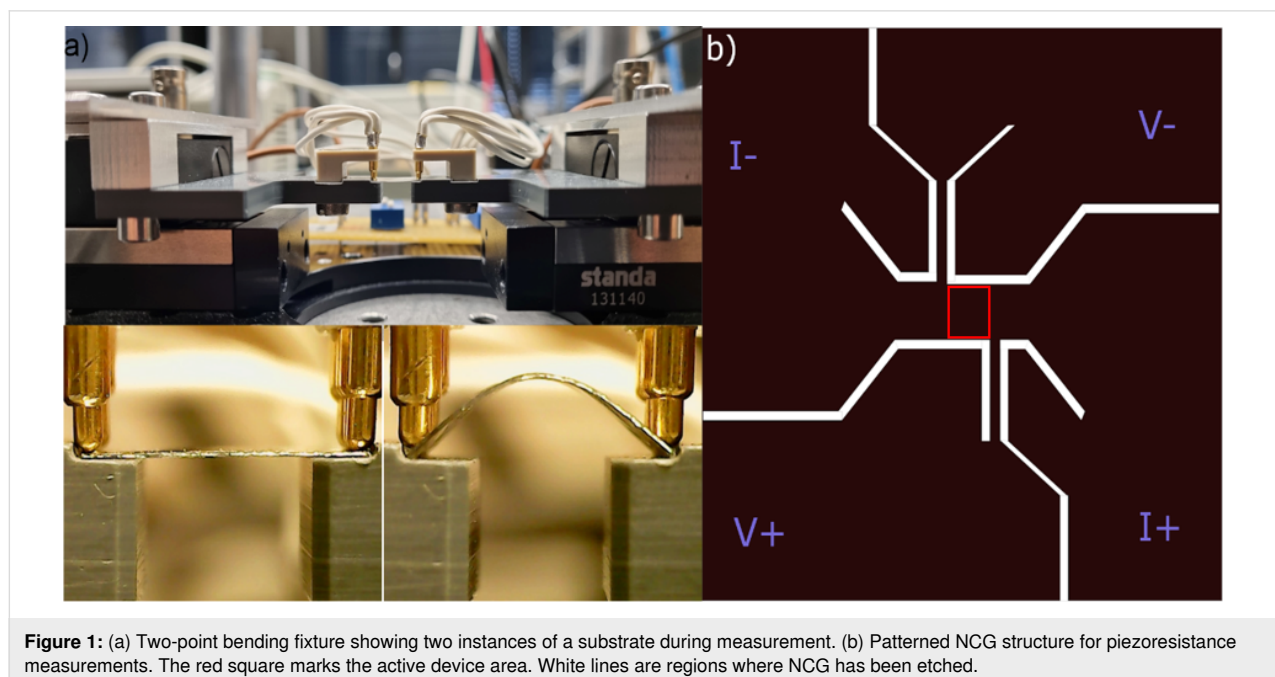 a)
standa
131140
b)
I-
V-
V+
I+
Figure 1: (a) Two-point bending fixture showing two instances of a substrate during measurement. (b) Patterned NCG structure for piezoresistance
measurements. The red square marks the active device area. White lines are regions where NCG has been etched.